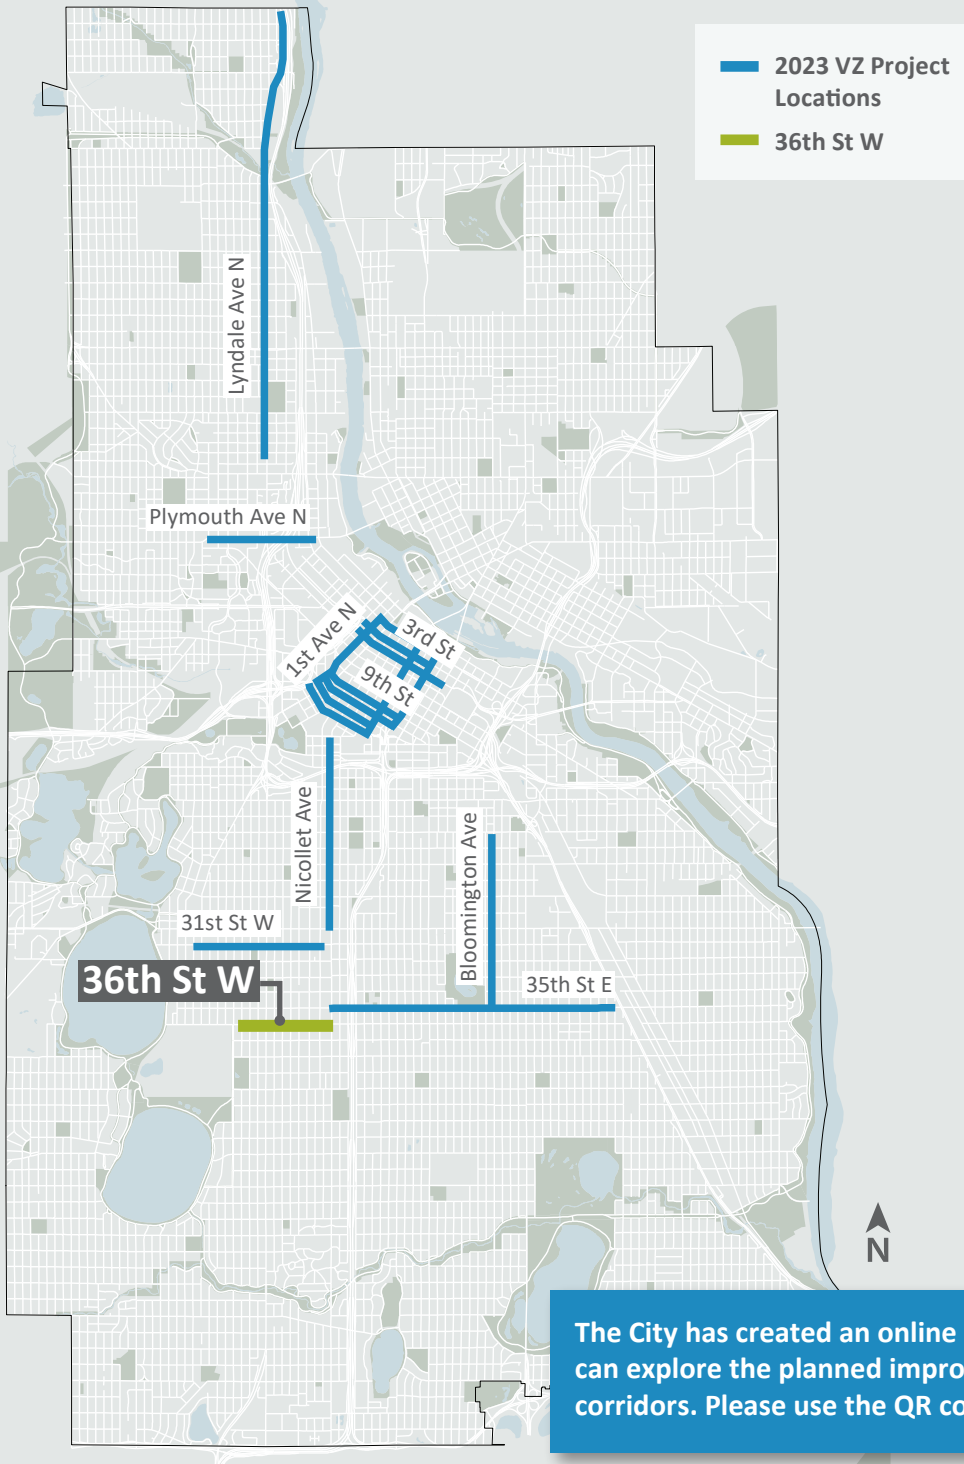 2023 VZ Project
Locations
36th St W
Lyndale Ave N
Plymouth Ave N
1st Ave N
3rd St
9th St
Nicollet Ave
Bloomington Ave
31st St W
36th St W
35th St E
N
The City has created an online
can explore the planned impro
corridors. Please use the QR co